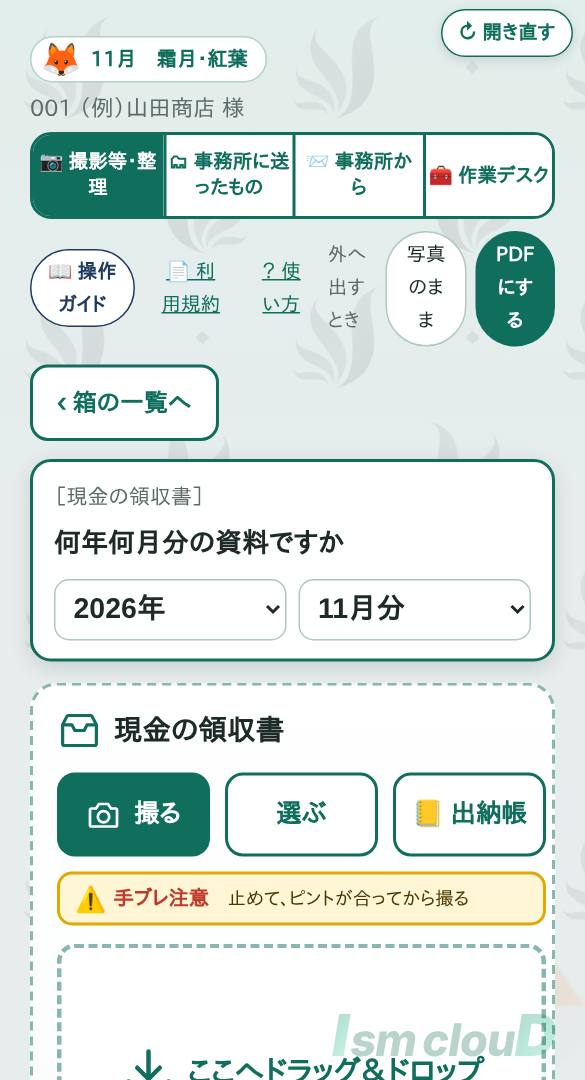 開き直す
11月 霜月・紅葉
001 (例)山田商店 様
撮影等・整
理
事務所に送
ったもの
事務所か
ら
作業デスク
操作
ガイド
利
用規約
? 使
い方
外へ
出す
とき
写真
のま
ま
PDF
にす
る
‹ 箱の一覧へ
［現金の領収書］
何年何月分の資料ですか
2026年
11月分
現金の領収書
撮る
選ぶ
出納帳
手ブレ注意 止めて、ピントが合ってから撮る
Ism clouD
ここへドラッグ&ドロップ